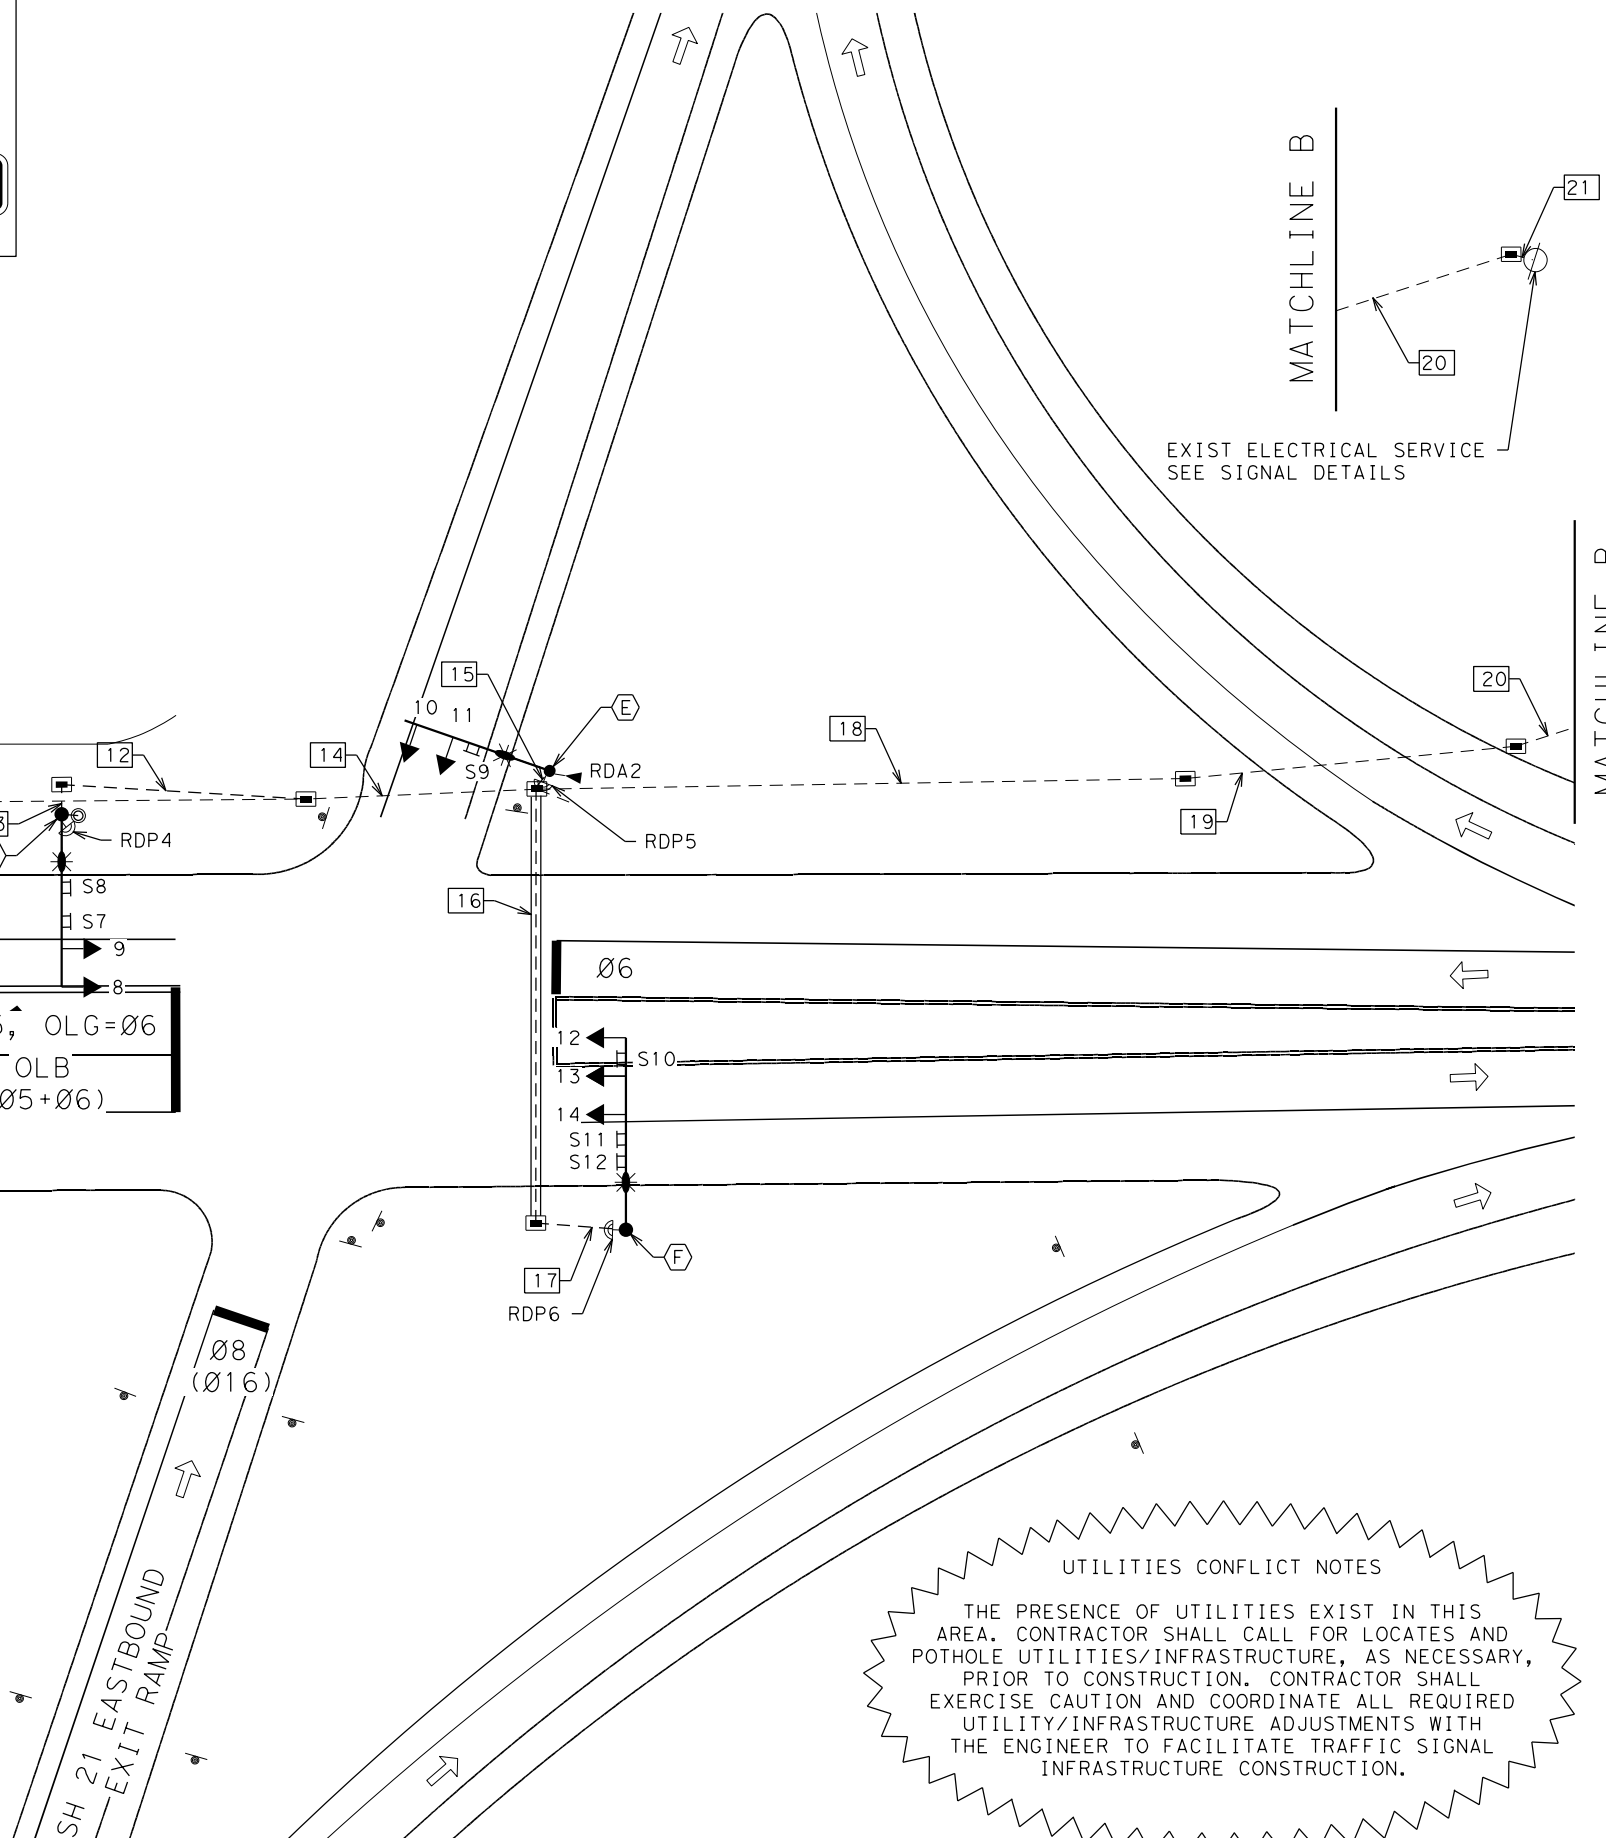 MATCHLINE B
21
20
EXIST ELECTRICAL SERVICE
SEE SIGNAL DETAILS
20
15
10
11
E
18
12
14
S9
RDA2
19
RDP4
RDP5
S8
16
S7
9
Ø6
8
OLG=Ø6
12
OLB
S10
Ø5+Ø6)
13
14
S11
S12
F
17
RDP6
Ø8
(Ø16)
SH 21 EASTBOUND
EXIT RAMP
UTILITIES CONFLICT NOTES
THE PRESENCE OF UTILITIES EXIST IN THIS
AREA. CONTRACTOR SHALL CALL FOR LOCATES AND
POTHOLE UTILITIES/INFRASTRUCTURE, AS NECESSARY,
PRIOR TO CONSTRUCTION. CONTRACTOR SHALL
EXERCISE CAUTION AND COORDINATE ALL REQUIRED
UTILITY/INFRASTRUCTURE ADJUSTMENTS WITH
THE ENGINEER TO FACILITATE TRAFFIC SIGNAL
INFRASTRUCTURE CONSTRUCTION.